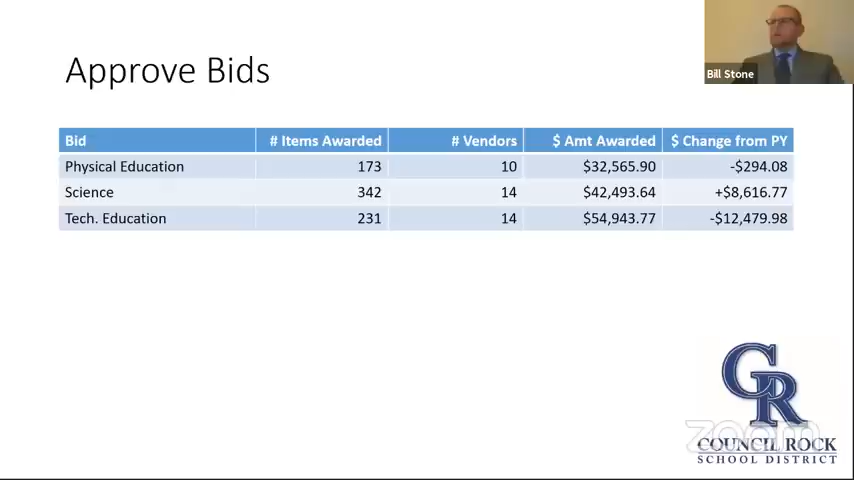 Bill Stone
Approve Bids
Bid # Items Awarded # Vendors $ Amt Awarded $ Change from PY
Physical Education 173 10 $32,565.90 -$294.08
Science 342 14 $42,493.64 +$8,616.77
Tech. Education 231 14 $54,943.77 -$12,479.98
CR
zoom
COUNCIL ROCK
SCHOOL DISTRICT